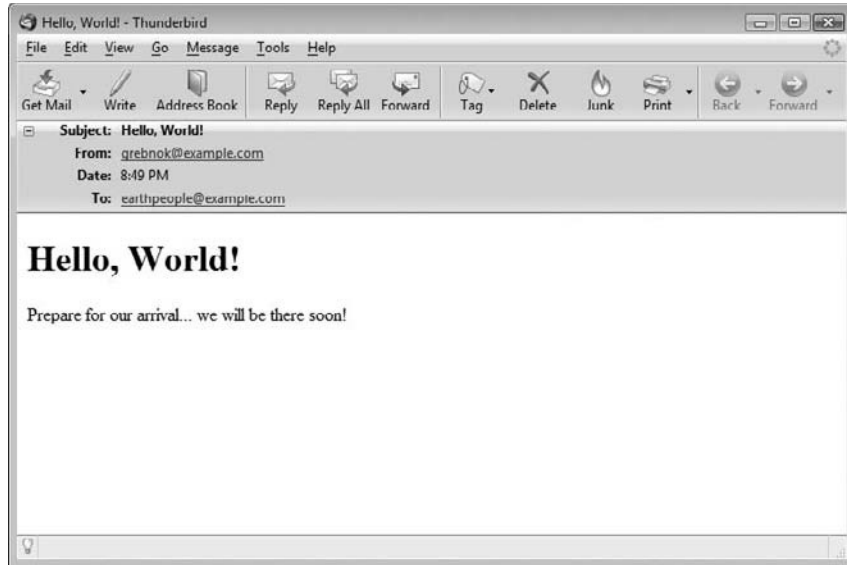 Hello, World! - Thunderbird
File Edit View Go Message Tools Help
Get Mail Write Address Book Reply Reply All Forward Tag Delete Junk Print Back Forward
Subject: Hello, World!
From: grebnok@example.com
Date: 8:49 PM
To: earthpeople@example.com
Hello, World!
Prepare for our arrival... we will be there soon!